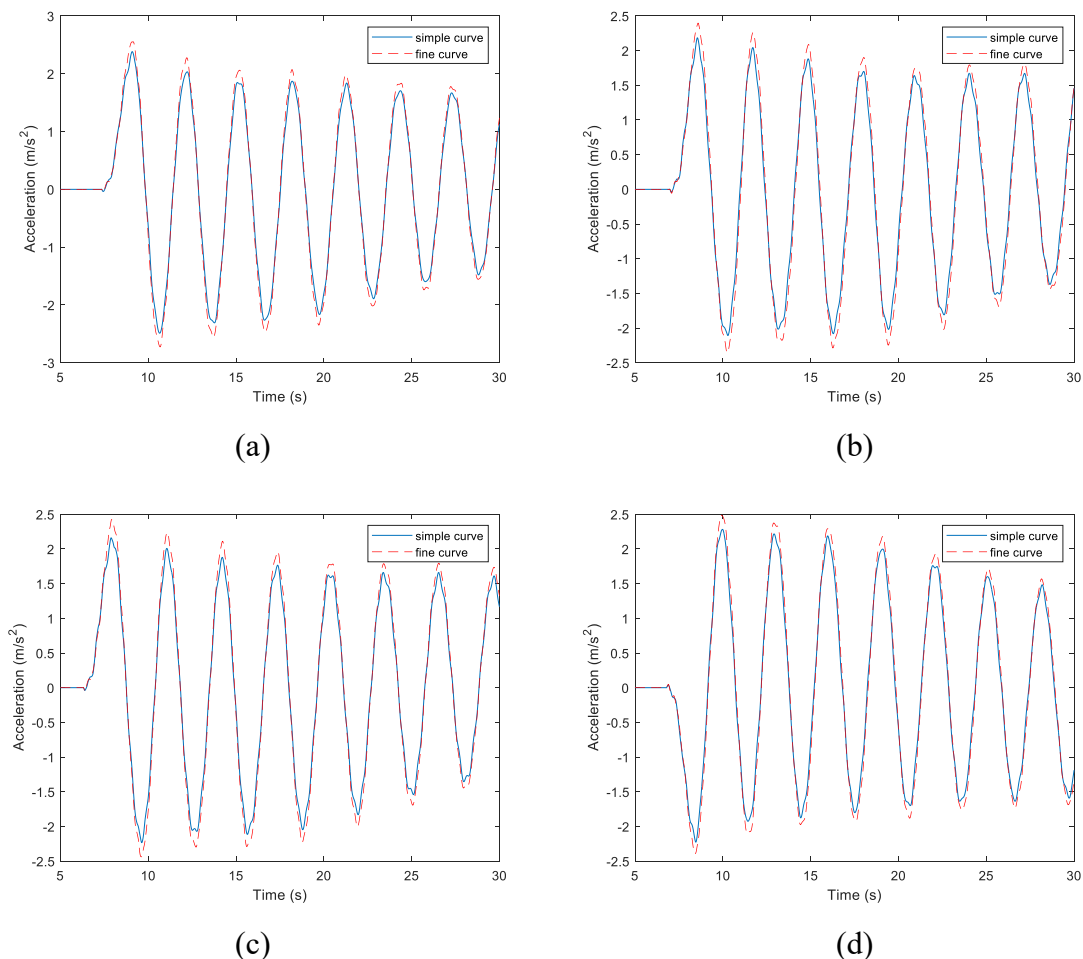 3
2
1
0
-1
-2
-3
Acceleration (m/s²)
simple curve
fine curve
5 10 15 20 25 30
Time (s)
(a)
2.5
2
1.5
1
0.5
0
-0.5
-1
-1.5
-2
-2.5
Acceleration (m/s²)
simple curve
fine curve
5 10 15 20 25 30
Time (s)
(b)
2.5
2
1.5
1
0.5
0
-0.5
-1
-1.5
-2
-2.5
Acceleration (m/s²)
simple curve
fine curve
5 10 15 20 25 30
Time (s)
(c)
2.5
2
1.5
1
0.5
0
-0.5
-1
-1.5
-2
-2.5
Acceleration (m/s²)
simple curve
fine curve
5 10 15 20 25 30
Time (s)
(d)